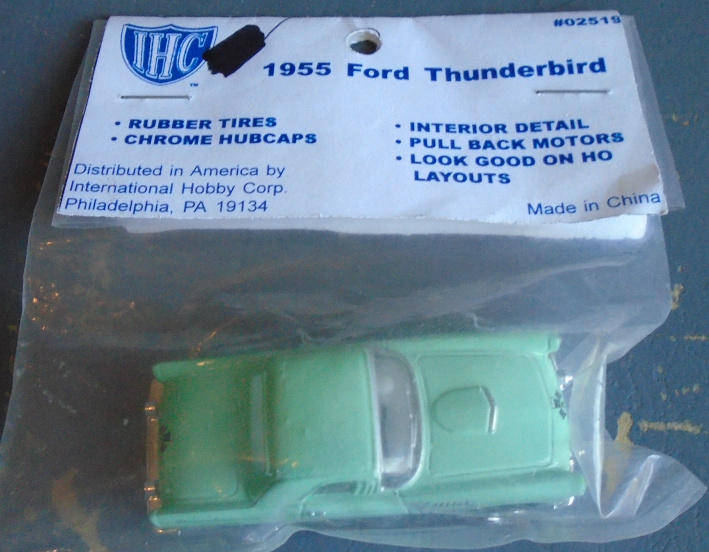 #02519
IHC
™
1955 Ford Thunderbird
• RUBBER TIRES
• CHROME HUBCAPS
• INTERIOR DETAIL
• PULL BACK MOTORS
• LOOK GOOD ON HO
LAYOUTS
Distributed in America by
International Hobby Corp.
Philadelphia, PA 19134
Made in China